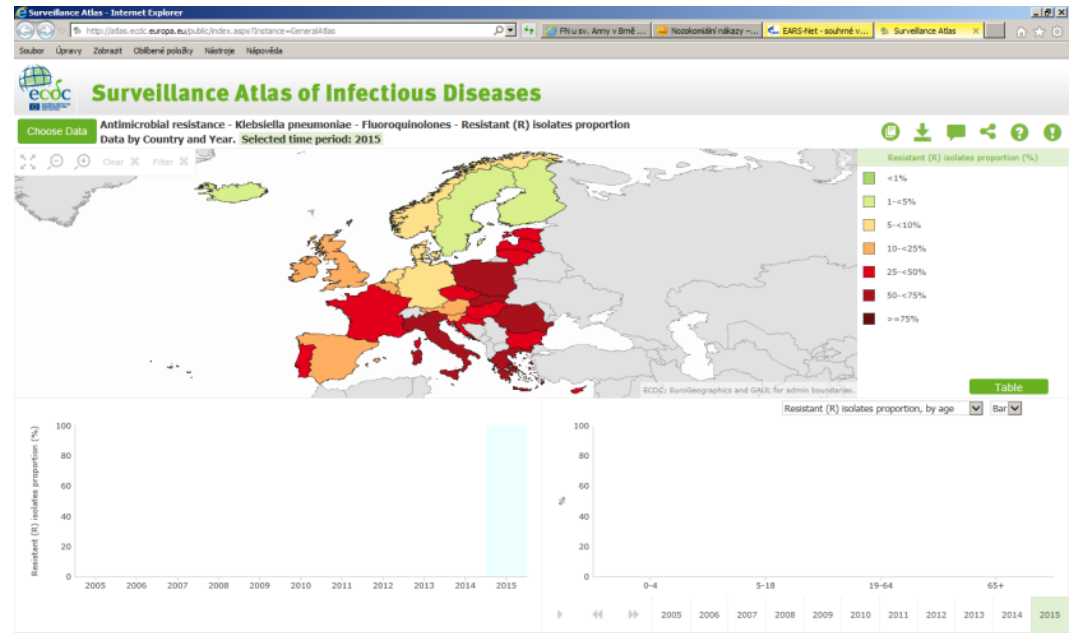 Surveillance Atlas - Internet Explorer
http://atlas.ecdc.europa.eu/public/index.aspx?Instance=GeneralAtlas
FN u sv. Anny v Brně ...
Nozokomiální nákazy –...
EARS-Net - souhrné v...
Surveillance Atlas
Soubor Úpravy Zobrazit Oblíbené položky Nástroje Nápověda
ecdc
Surveillance Atlas of Infectious Diseases
Choose Data
Antimicrobial resistance - Klebsiella pneumoniae - Fluoroquinolones - Resistant (R) isolates proportion
Data by Country and Year. Selected time period: 2015
Clear Filter
Resistant (R) isolates proportion (%)
<1%
1-<5%
5-<10%
10-<25%
25-<50%
50-<75%
>=75%
ECDC; EuroGeographics and GAUL for admin boundaries.
Table
Resistant (R) isolates proportion, by age
Bar
Resistant (R) isolates proportion (%)
100
80
60
40
20
0
2005 2006 2007 2008 2009 2010 2011 2012 2013 2014 2015
%
100
80
60
40
20
0
0-4 5-18 19-64 65+
2005 2006 2007 2008 2009 2010 2011 2012 2013 2014 2015